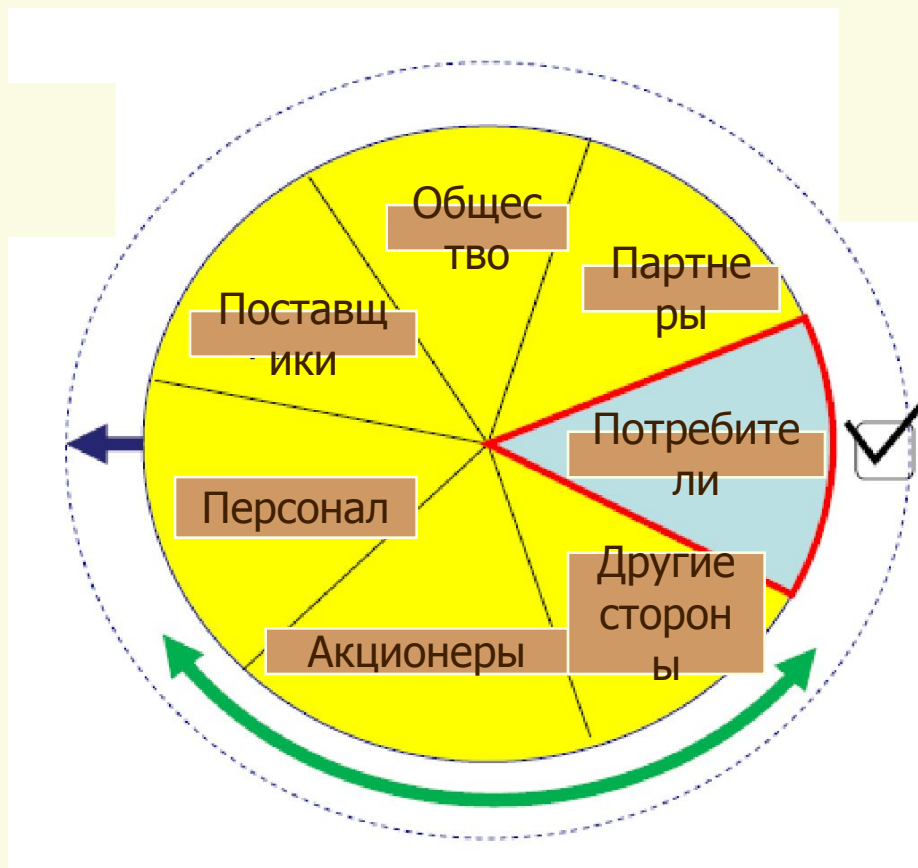 Общес
тво
Партне
ры
Поставщ
ики
Потребите
ли
Персонал
Другие
сторон
ы
Акционеры